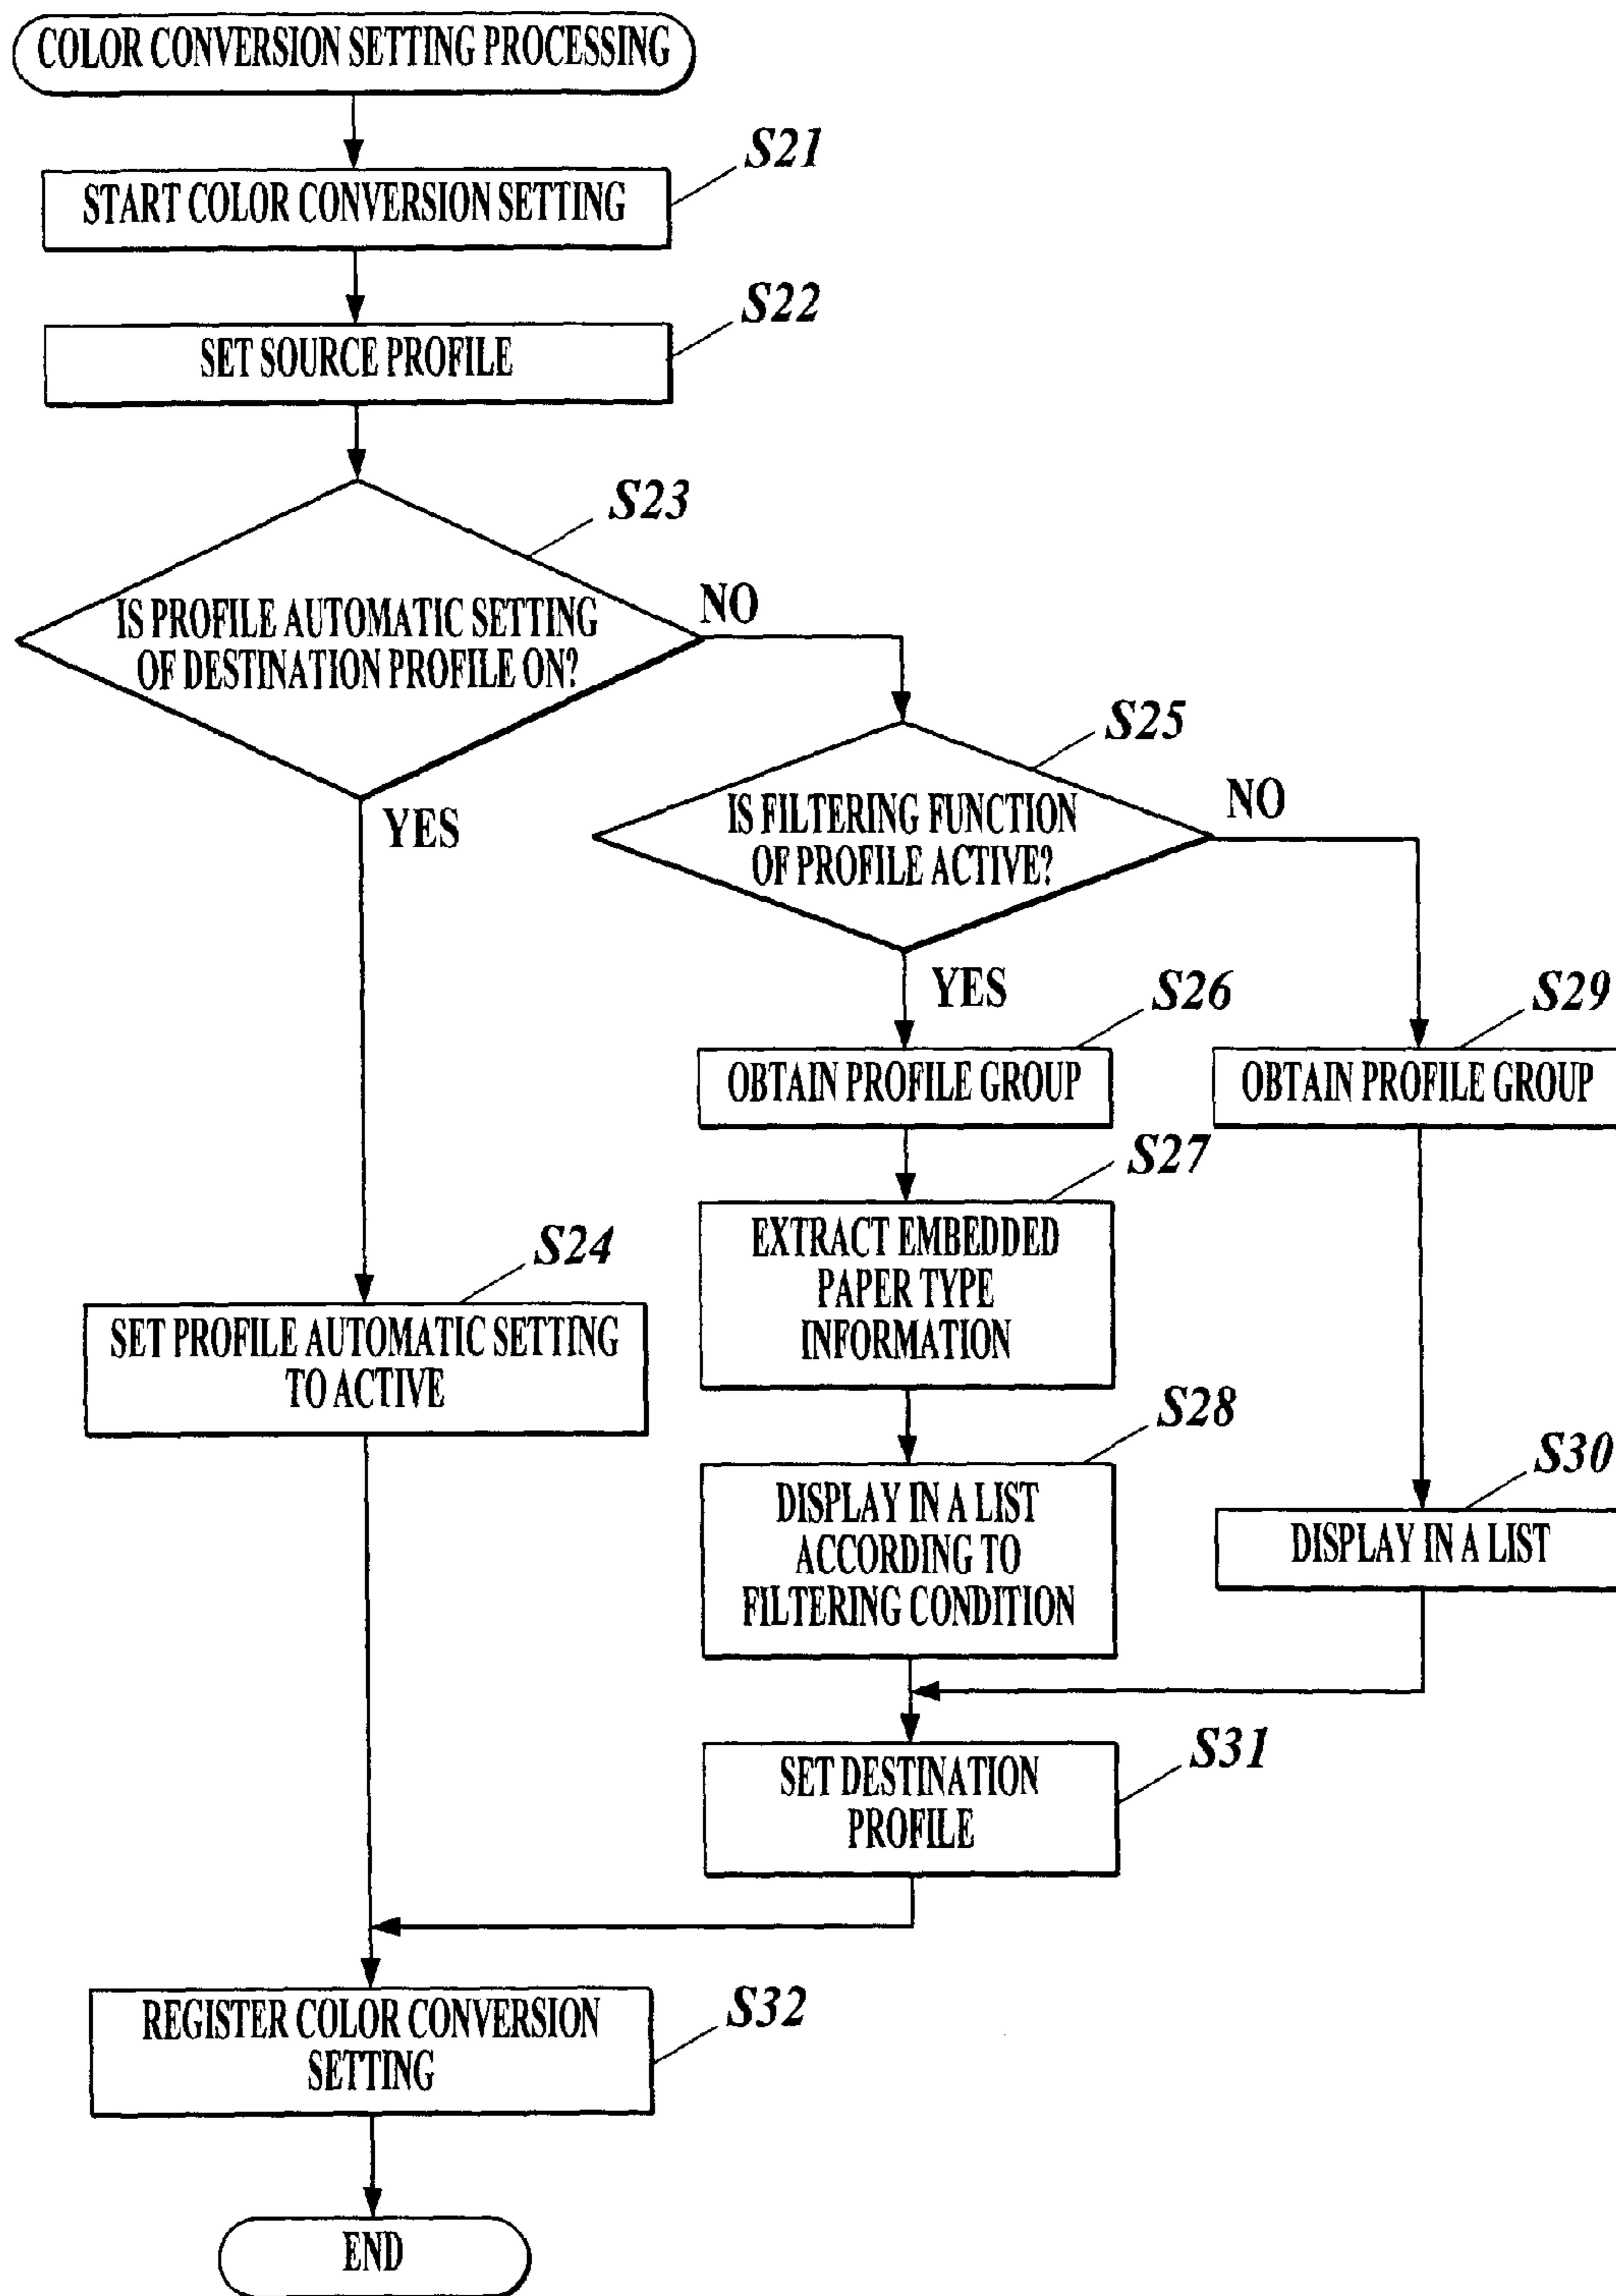 COLOR CONVERSION SETTING PROCESSING
S21
START COLOR CONVERSION SETTING
S22
SET SOURCE PROFILE
S23
IS PROFILE AUTOMATIC SETTING
OF DESTINATION PROFILE ON?
NO
YES
S25
IS FILTERING FUNCTION
OF PROFILE ACTIVE?
NO
YES
S26
OBTAIN PROFILE GROUP
S29
OBTAIN PROFILE GROUP
S27
EXTRACT EMBEDDED
PAPER TYPE
INFORMATION
S24
SET PROFILE AUTOMATIC SETTING
TO ACTIVE
S28
DISPLAY IN A LIST
ACCORDING TO
FILTERING CONDITION
S30
DISPLAY IN A LIST
S31
SET DESTINATION
PROFILE
S32
REGISTER COLOR CONVERSION
SETTING
END